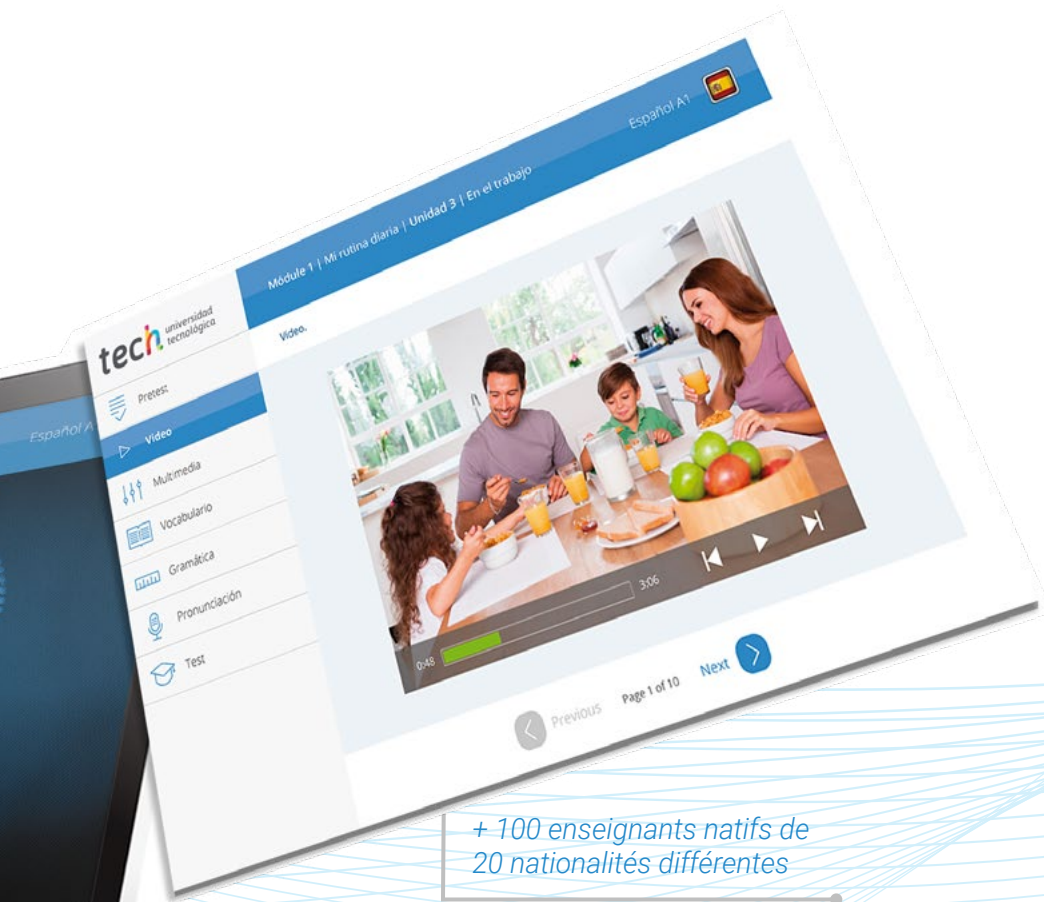 Español A1
Módule 1 | Mi rutina diaria | Unidad 3 | En el trabajo
tech universidad
tecnológica
Video.
Pretest
Video
Multimedia
Vocabulario
Gramática
Pronunciación
Test
0:48
3:06
Previous
Page 1 of 10
Next
Español A
+ 100 enseignants natifs de
20 nationalités différentes